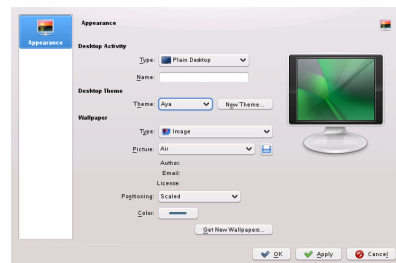 Appearance
Appearance
Desktop Activity
Type: Plain Desktop
Name:
Desktop Theme
Theme: Aya New Theme...
Wallpaper
Type: Image
Picture: Air
Author:
Email:
License:
Positioning: Scaled
Color:
Get New Wallpapers...
OK Apply Cancel